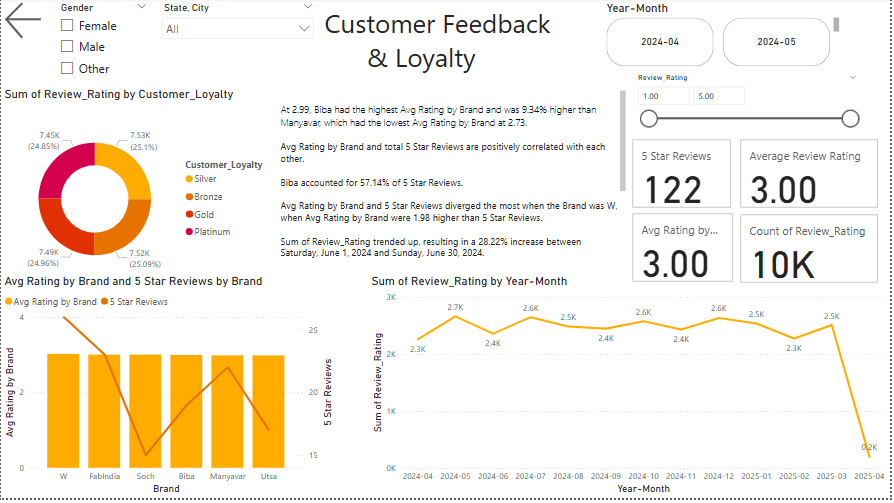 Gender
Female
Male
Other
State, City
All
Customer Feedback
& Loyalty
Year-Month
2024-04
2024-05
Review_Rating
1.00
5.00
Sum of Review_Rating by Customer_Loyalty
7.45K
(24.85%)
7.53K
(25.1%)
7.49K
(24.96%)
7.52K
(25.09%)
Customer_Loyalty
Silver
Bronze
Gold
Platinum
At 2.99, Biba had the highest Avg Rating by Brand and was 9.34% higher than
Manyavar, which had the lowest Avg Rating by Brand at 2.73.
Avg Rating by Brand and total 5 Star Reviews are positively correlated with each
other.
Biba accounted for 57.14% of 5 Star Reviews.
Avg Rating by Brand and 5 Star Reviews diverged the most when the Brand was W,
when Avg Rating by Brand were 1.98 higher than 5 Star Reviews.
Sum of Review_Rating trended up, resulting in a 28.22% increase between
Saturday, June 1, 2024 and Sunday, June 30, 2024.
5 Star Reviews
122
Average Review Rating
3.00
Avg Rating by...
3.00
Count of Review_Rating
10K
Avg Rating by Brand and 5 Star Reviews by Brand
Avg Rating by Brand
5 Star Reviews
Avg Rating by Brand
4
2
0
25
20
15
5 Star Reviews
W
FabIndia
Soch
Biba
Manyavar
Utsa
Brand
Sum of Review_Rating by Year-Month
Sum of Review_Rating
3K
2K
1K
0K
2.3K
2.7K
2.4K
2.6K
2.5K
2.4K
2.6K
2.4K
2.6K
2.5K
2.3K
2.5K
0.2K
2024-04
2024-05
2024-06
2024-07
2024-08
2024-09
2024-10
2024-11
2024-12
2025-01
2025-02
2025-03
2025-04
Year-Month